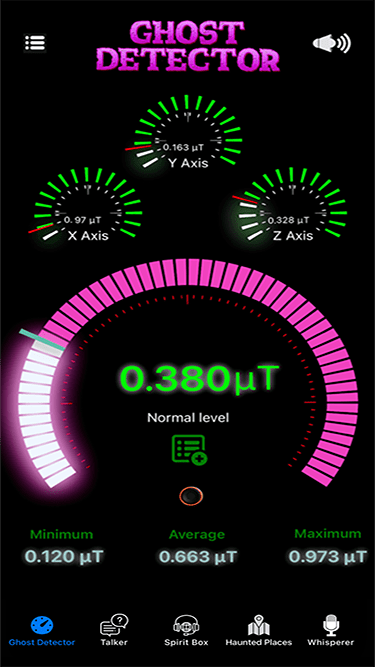 GHOST
DETECTOR
0.163 µT
Y Axis
0. 97 µT
X Axis
0.328 µT
Z Axis
0.380µT
Normal level
Minimum
0.120 µT
Average
0.663 µT
Maximum
0.973 µT
Ghost Detector
Talker
Spirit Box
Haunted Places
Whisperer